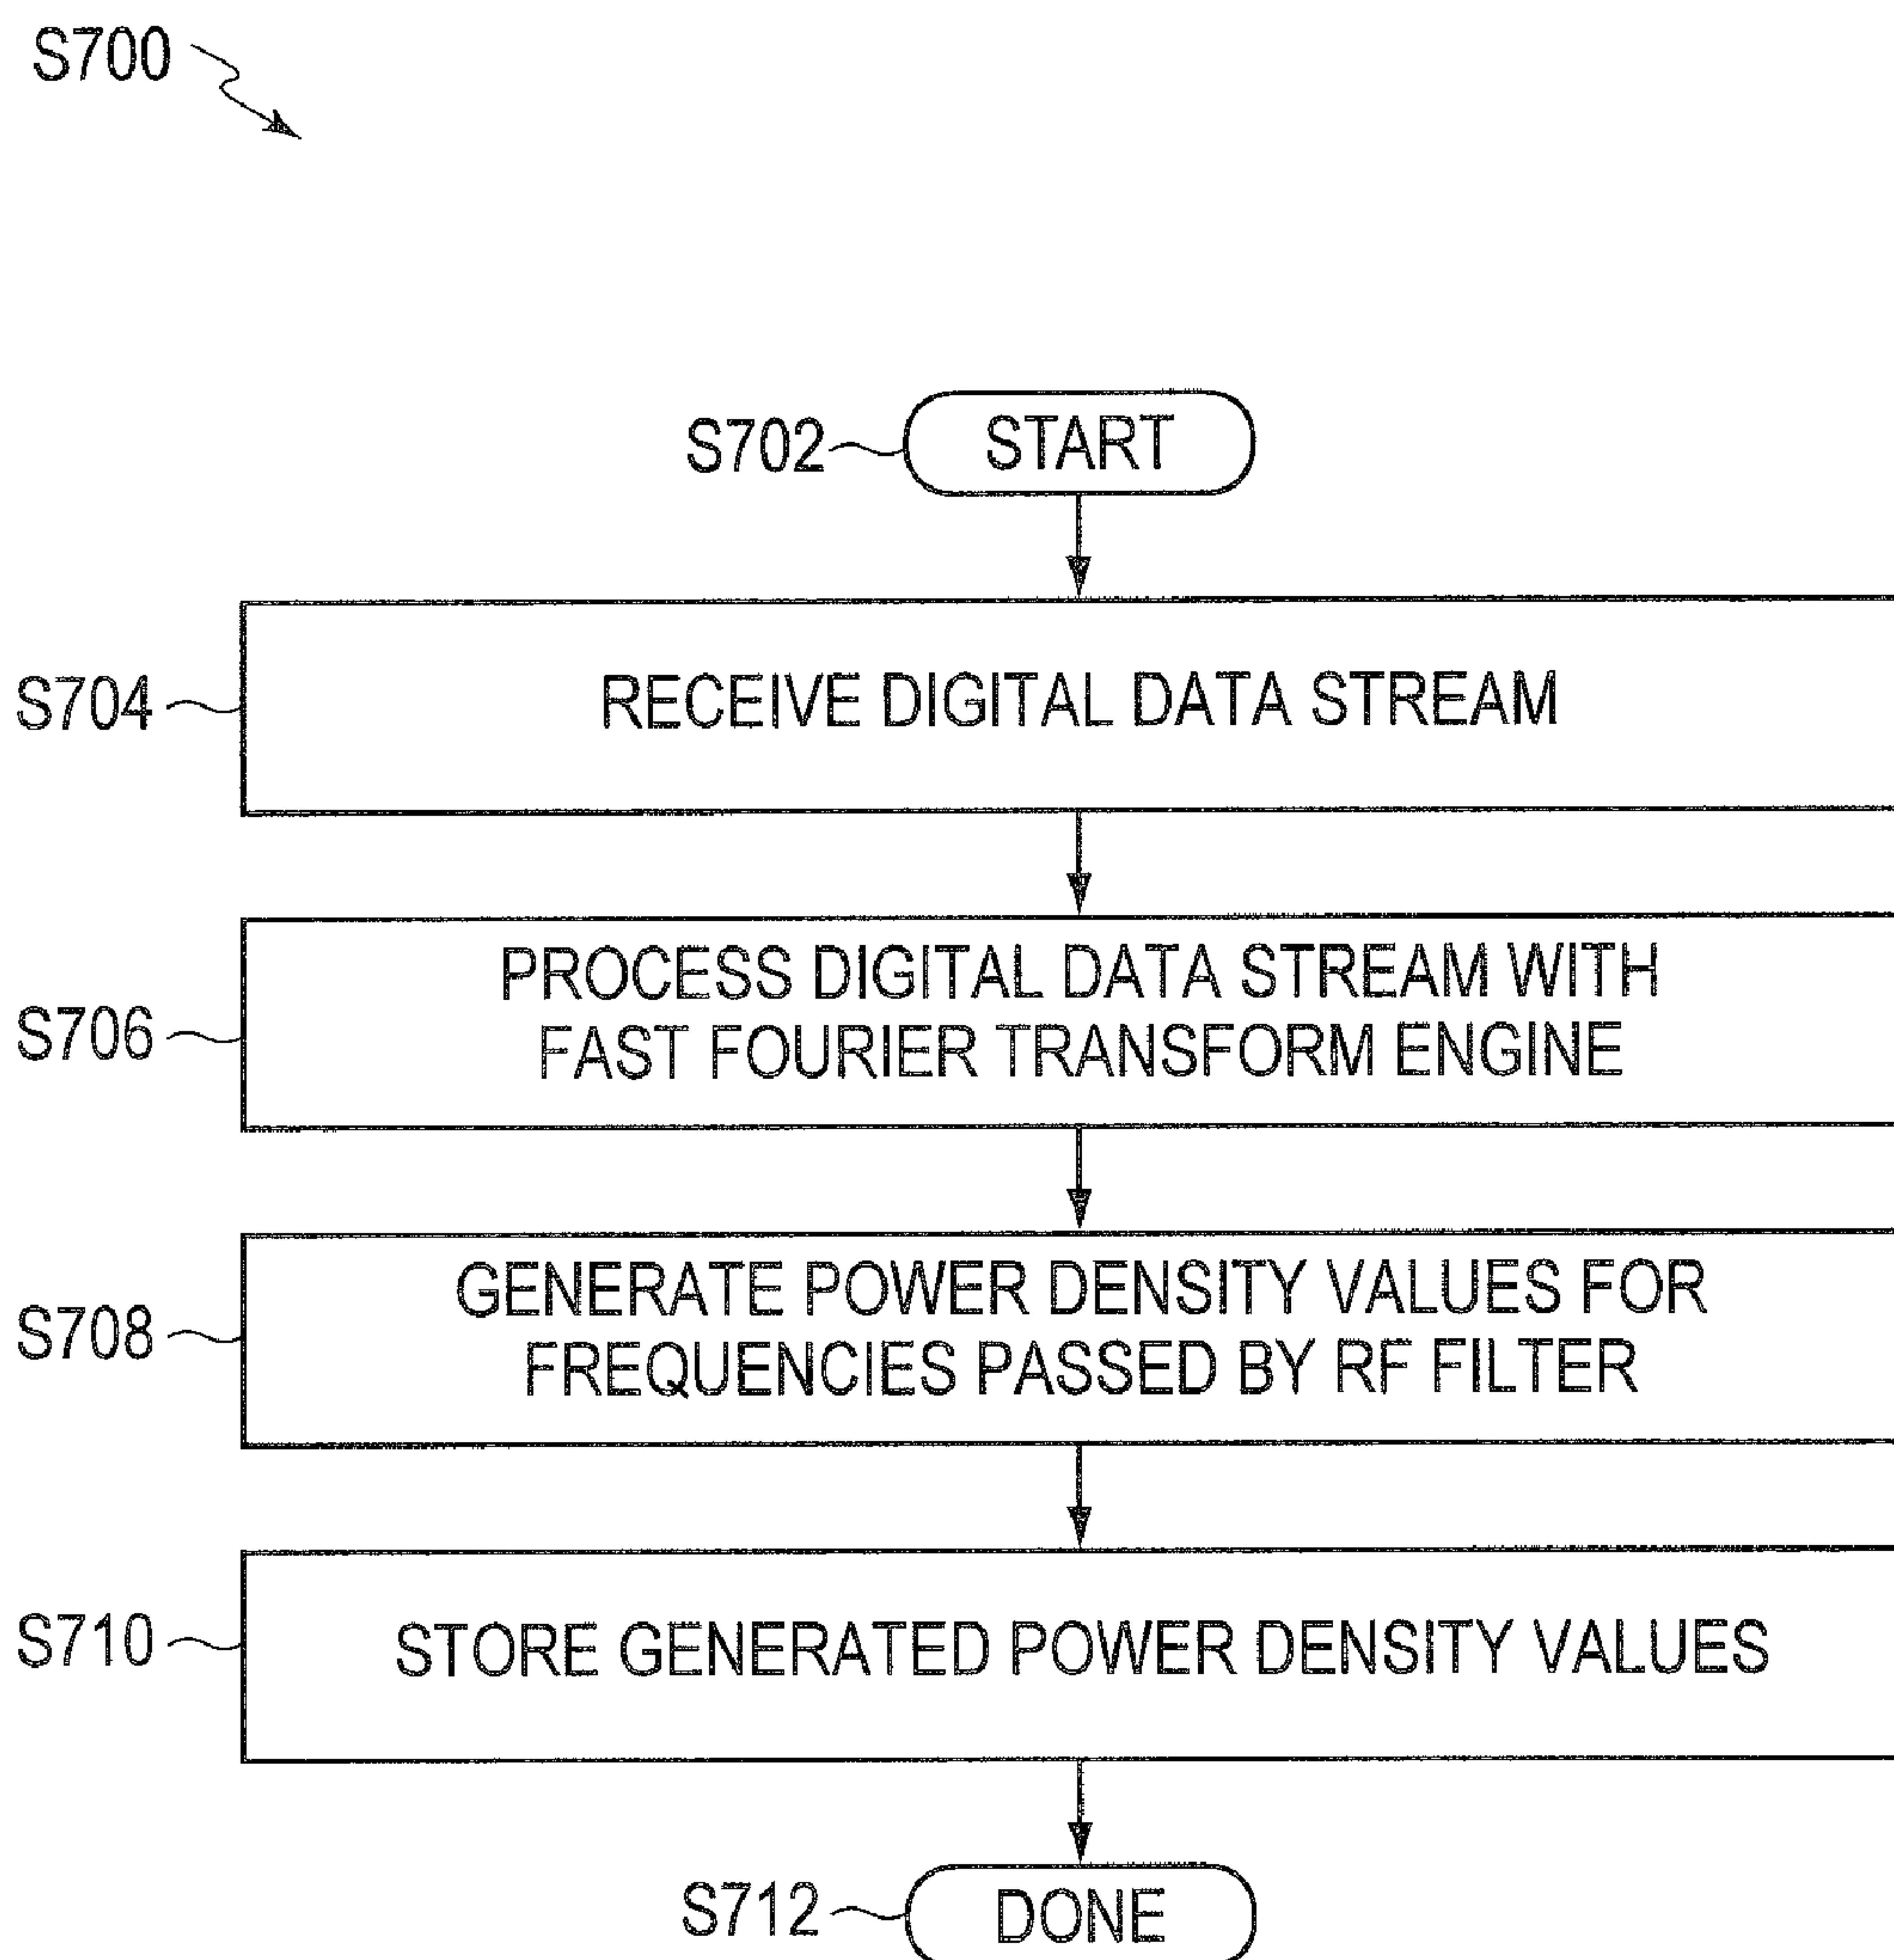 S700
S702
START
S704
RECEIVE DIGITAL DATA STREAM
S706
PROCESS DIGITAL DATA STREAM WITH
FAST FOURIER TRANSFORM ENGINE
S708
GENERATE POWER DENSITY VALUES FOR
FREQUENCIES PASSED BY RF FILTER
S710
STORE GENERATED POWER DENSITY VALUES
S712
DONE